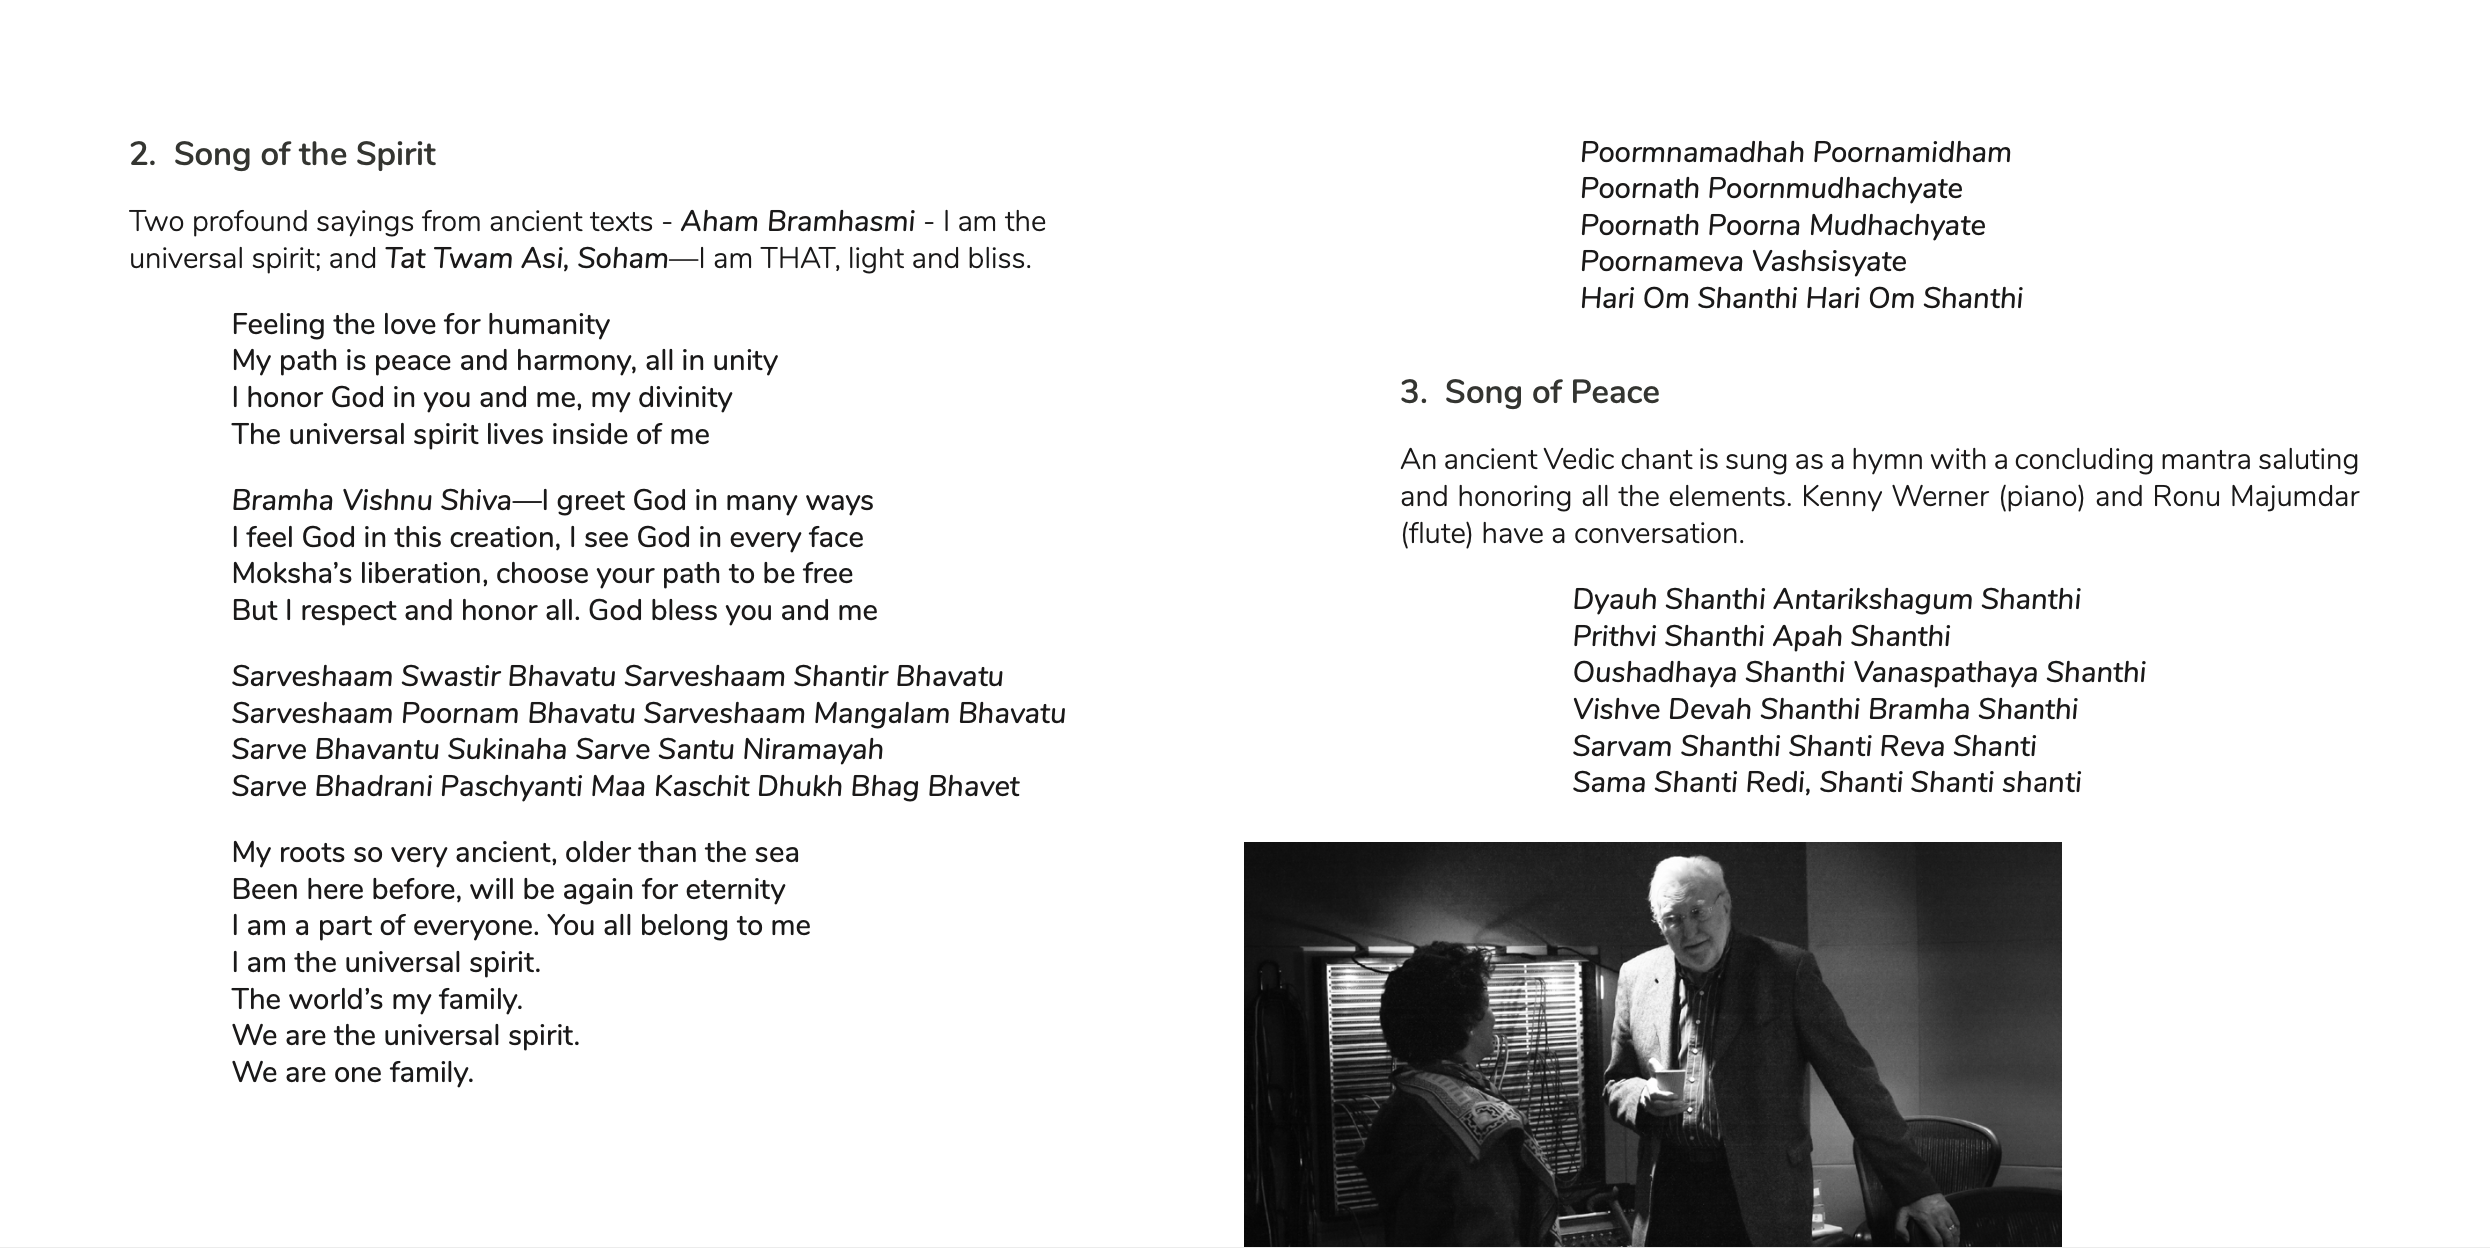 2. Song of the Spirit
Two profound sayings from ancient texts - Aham Bramhasmi - I am the
universal spirit; and Tat Twam Asi, Soham—I am THAT, light and bliss.
Feeling the love for humanity
My path is peace and harmony, all in unity
I honor God in you and me, my divinity
The universal spirit lives inside of me
Bramha Vishnu Shiva—I greet God in many ways
I feel God in this creation, I see God in every face
Moksha’s liberation, choose your path to be free
But I respect and honor all. God bless you and me
Sarveshaam Swastir Bhavatu Sarveshaam Shantir Bhavatu
Sarveshaam Poornam Bhavatu Sarveshaam Mangalam Bhavatu
Sarve Bhavantu Sukinaha Sarve Santu Niramayah
Sarve Bhadrani Paschyanti Maa Kaschit Dhukh Bhag Bhavet
My roots so very ancient, older than the sea
Been here before, will be again for eternity
I am a part of everyone. You all belong to me
I am the universal spirit.
The world’s my family.
We are the universal spirit.
We are one family.
Poormnamadhah Poornamidham
Poornath Poornmudhachyate
Poornath Poorna Mudhachyate
Poornameva Vashsisyate
Hari Om Shanthi Hari Om Shanthi
3. Song of Peace
An ancient Vedic chant is sung as a hymn with a concluding mantra saluting
and honoring all the elements. Kenny Werner (piano) and Ronu Majumdar
(flute) have a conversation.
Dyauh Shanthi Antarikshagum Shanthi
Prithvi Shanthi Apah Shanthi
Oushadhaya Shanthi Vanaspathaya Shanthi
Vishve Devah Shanthi Bramha Shanthi
Sarvam Shanthi Shanti Reva Shanti
Sama Shanti Redi, Shanti Shanti shanti